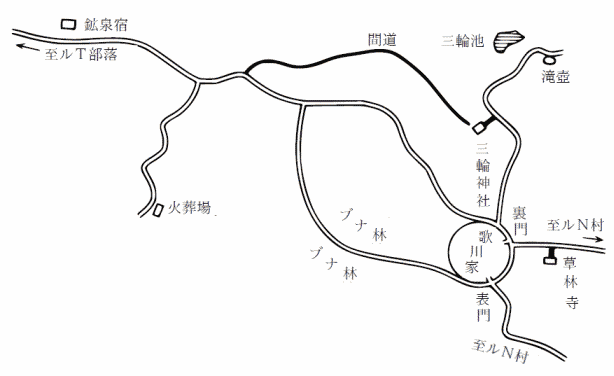 鉱泉宿
至ルT部落
間道
三輪池
滝壺
三輪神社
火葬場
ブナ林
ブナ林
歌川家
裏門
至ルN村
草林寺
表門
至ルN村